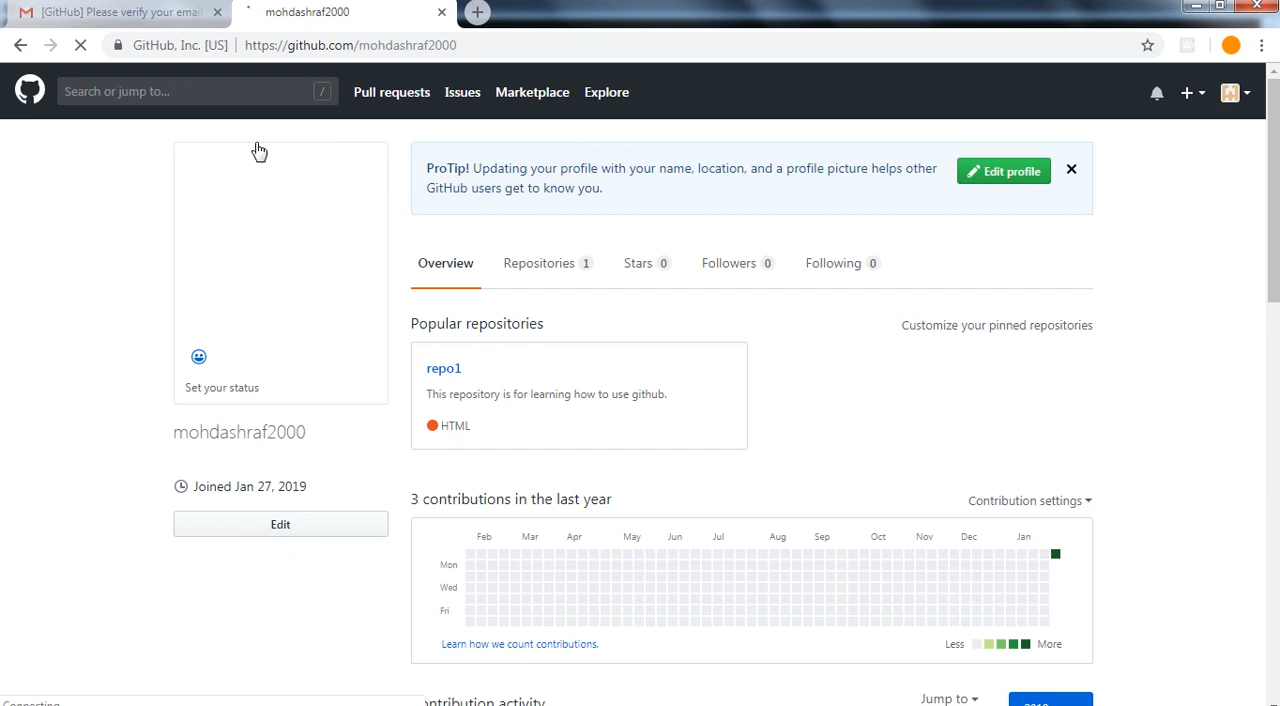 [GitHub] Please verify your email
mohdashraf2000
GitHub, Inc. [US] | https://github.com/mohdashraf2000
Search or jump to... /
Pull requests Issues Marketplace Explore
ProTip! Updating your profile with your name, location, and a profile picture helps other
GitHub users get to know you.
Edit profile
Overview Repositories 1 Stars 0 Followers 0 Following 0
Popular repositories
Customize your pinned repositories
repo1
This repository is for learning how to use github.
HTML
Set your status
mohdashraf2000
Joined Jan 27, 2019
Edit
3 contributions in the last year
Contribution settings
Feb Mar Apr May Jun Jul Aug Sep Oct Nov Dec Jan
Mon
Wed
Fri
Learn how we count contributions.
Less More
ntribution activity
Jump to
2019
Connecting